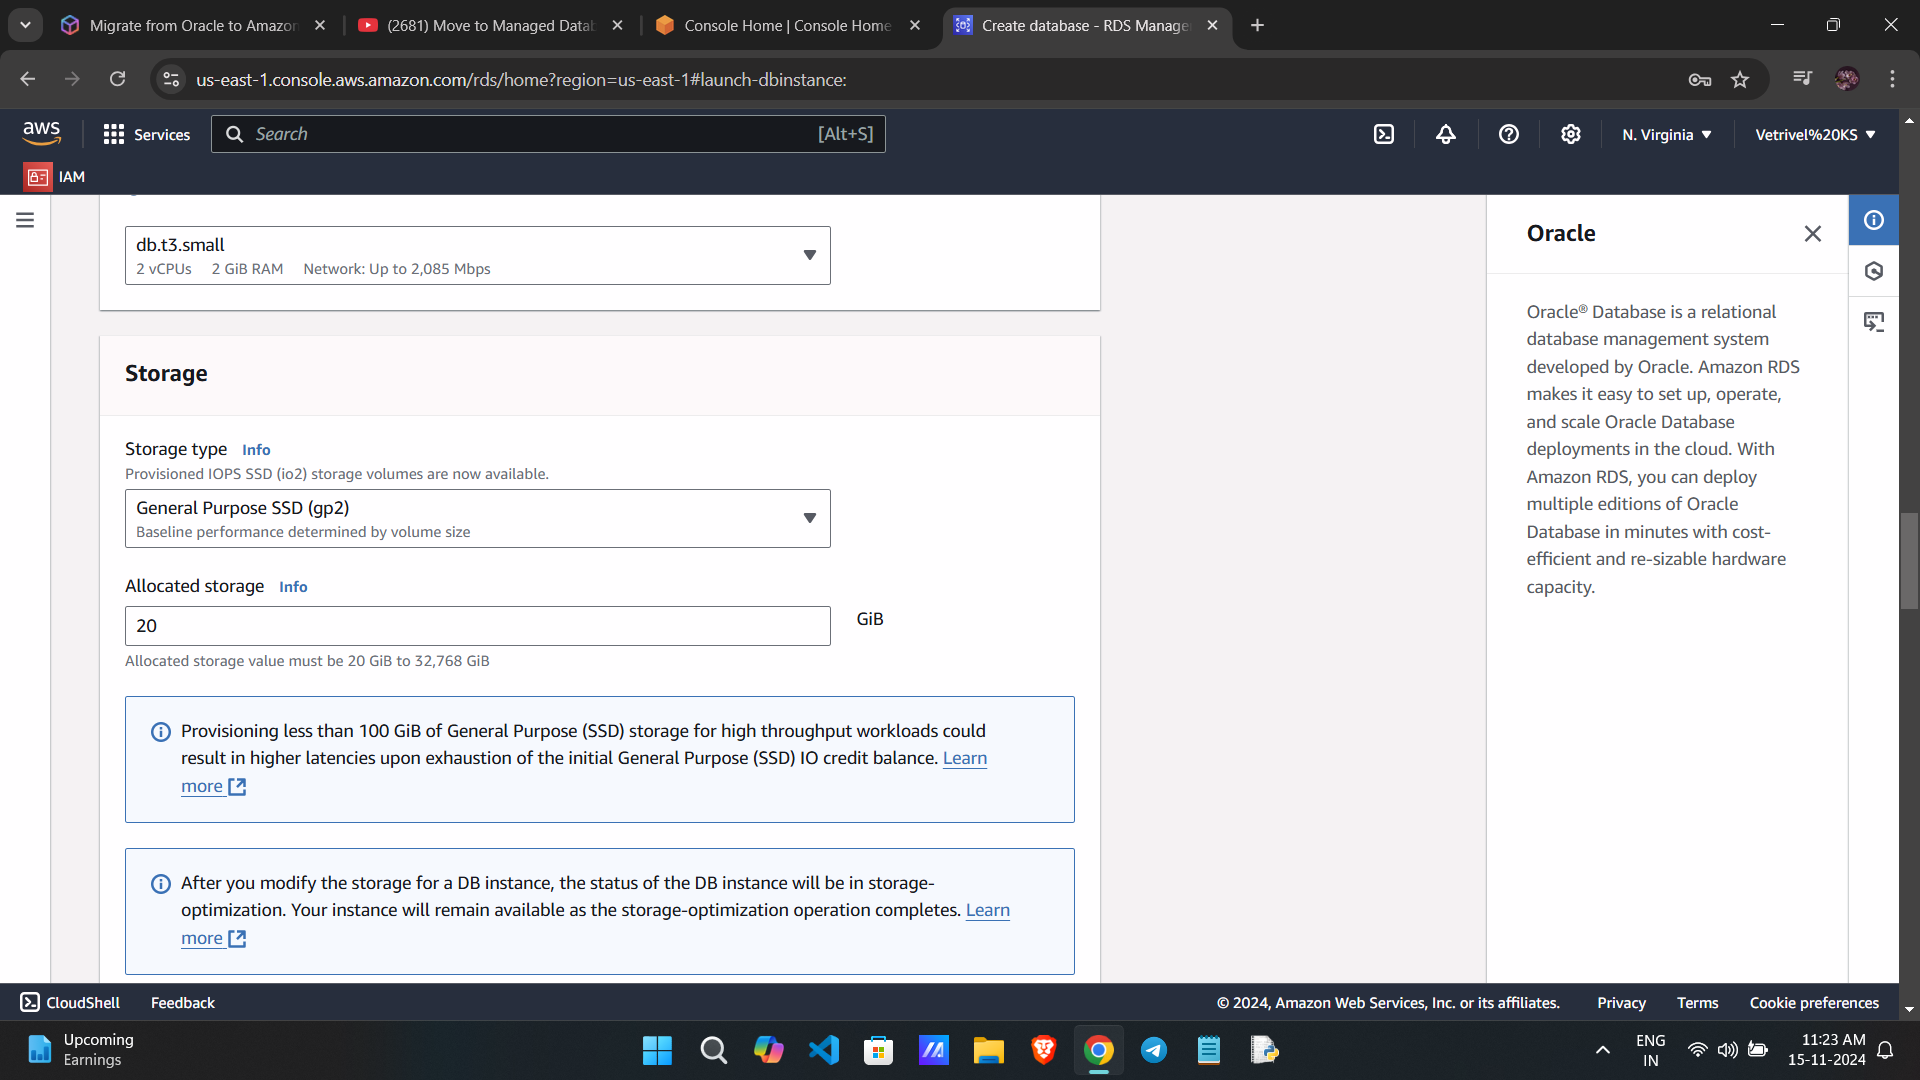 Migrate from Oracle to Amazon
(2681) Move to Managed Datab
Console Home | Console Home
Create database - RDS Manage
us-east-1.console.aws.amazon.com/rds/home?region=us-east-1#launch-dbinstance:
aws
Services
Search
[Alt+S]
N. Virginia
Vetrivel%20KS
IAM
db.t3.small
2 vCPUs 2 GiB RAM Network: Up to 2,085 Mbps
Storage
Storage type Info
Provisioned IOPS SSD (io2) storage volumes are now available.
General Purpose SSD (gp2)
Baseline performance determined by volume size
Allocated storage Info
20
GiB
Allocated storage value must be 20 GiB to 32,768 GiB
Provisioning less than 100 GiB of General Purpose (SSD) storage for high throughput workloads could
result in higher latencies upon exhaustion of the initial General Purpose (SSD) IO credit balance. Learn
more
After you modify the storage for a DB instance, the status of the DB instance will be in storage-
optimization. Your instance will remain available as the storage-optimization operation completes. Learn
more
Oracle
Oracle® Database is a relational
database management system
developed by Oracle. Amazon RDS
makes it easy to set up, operate,
and scale Oracle Database
deployments in the cloud. With
Amazon RDS, you can deploy
multiple editions of Oracle
Database in minutes with cost-
efficient and re-sizable hardware
capacity.
CloudShell
Feedback
© 2024, Amazon Web Services, Inc. or its affiliates.
Privacy
Terms
Cookie preferences
Upcoming
Earnings
ENG
IN
11:23 AM
15-11-2024